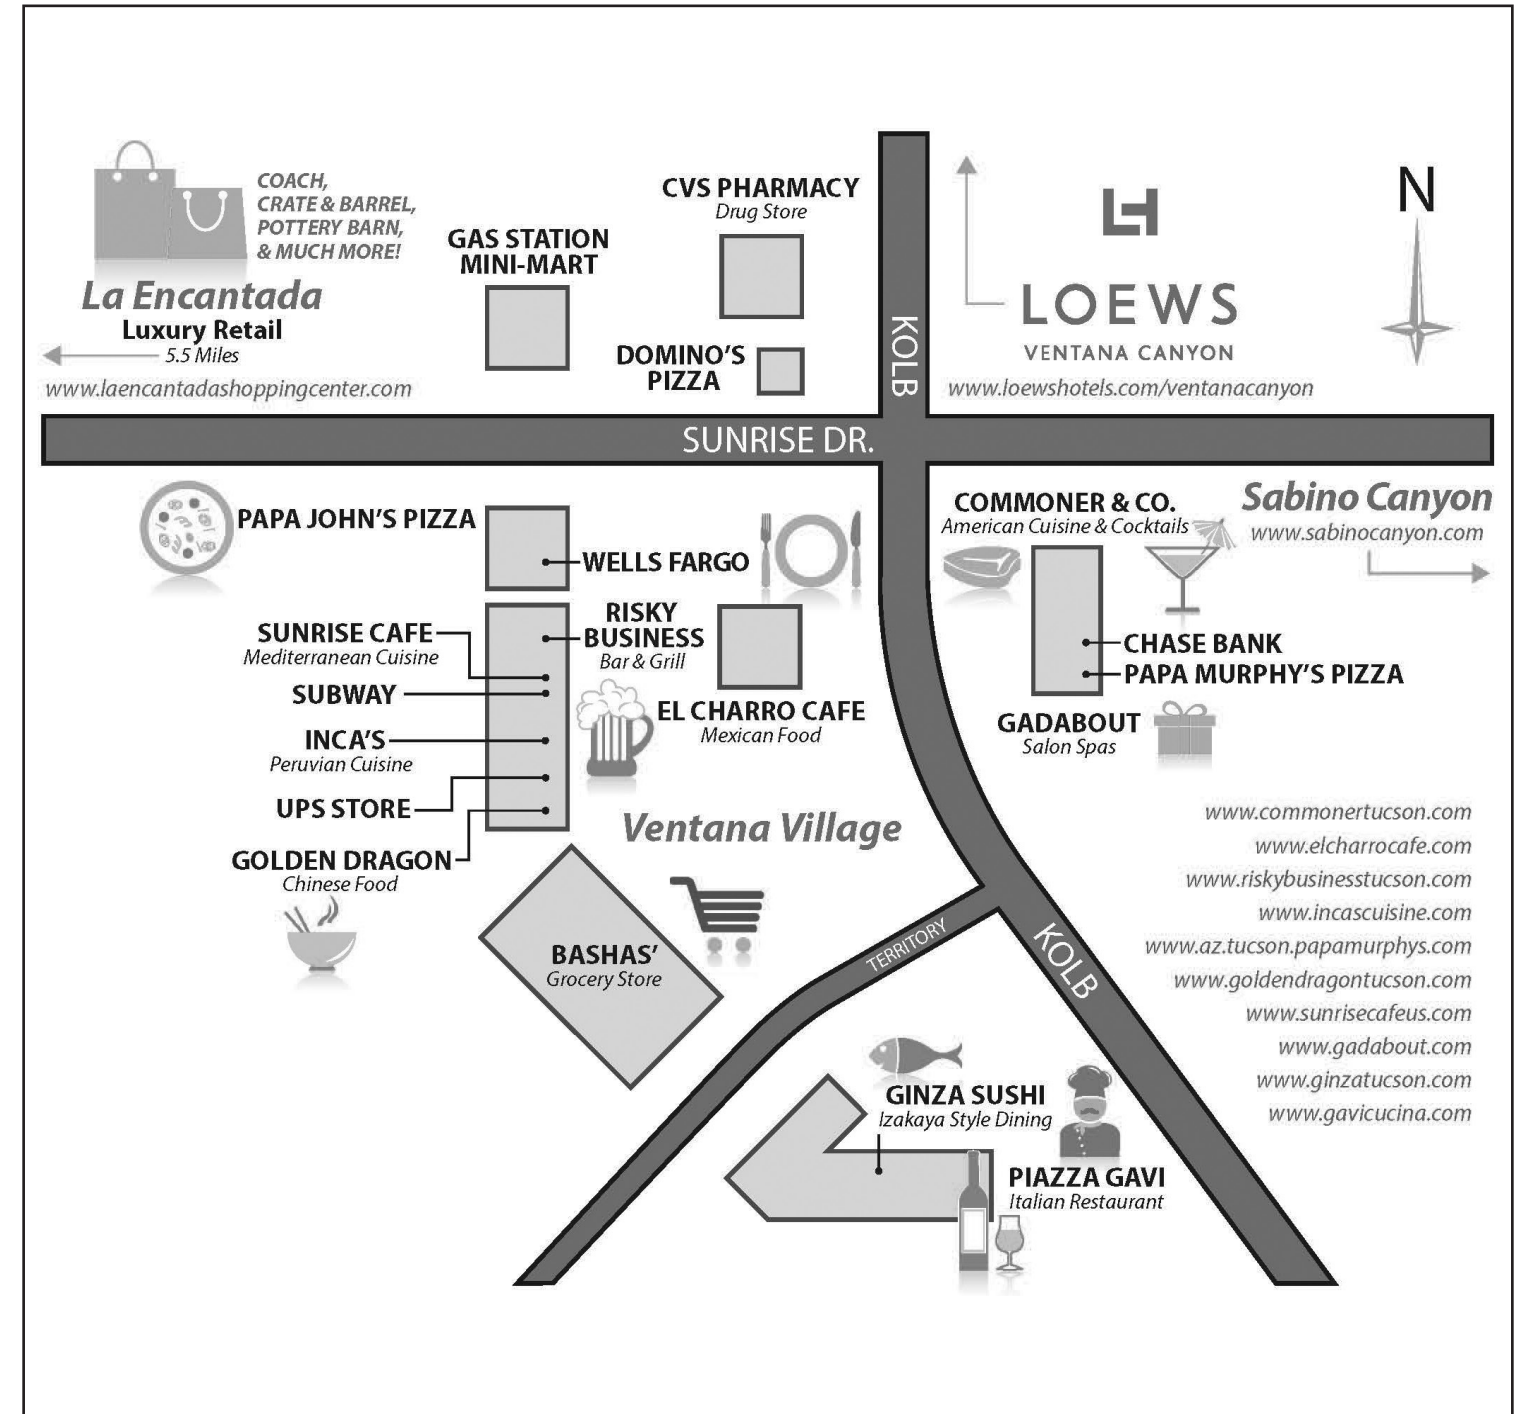 COACH,
CRATE & BARREL,
POTTERY BARN,
& MUCH MORE!
La Encantada
Luxury Retail
5.5 Miles
www.laencantadashoppingcenter.com
GAS STATION
MINI-MART
CVS PHARMACY
Drug Store
DOMINO'S
PIZZA
KOLB
LOEWS
VENTANA CANYON
www.loewshotels.com/ventanacanyon
N
SUNRISE DR.
PAPA JOHN'S PIZZA
WELLS FARGO
SUNRISE CAFE
Mediterranean Cuisine
SUBWAY
INCA'S
Peruvian Cuisine
UPS STORE
GOLDEN DRAGON
Chinese Food
RISKY
BUSINESS
Bar & Grill
EL CHARRO CAFE
Mexican Food
Ventana Village
BASHAS'
Grocery Store
COMMONER & CO.
American Cuisine & Cocktails
Sabino Canyon
www.sabinocanyon.com
CHASE BANK
PAPA MURPHY'S PIZZA
GADABOUT
Salon Spas
TERRITORY
KOLB
GINZA SUSHI
Izakaya Style Dining
PIAZZA GAVI
Italian Restaurant
www.commonertucson.com
www.elcharrocafe.com
www.riskybusinesstucson.com
www.incascuisine.com
www.az.tucson.papamurphys.com
www.goldendragontucson.com
www.sunrisecafeus.com
www.gadabout.com
www.ginzatucson.com
www.gavicucina.com